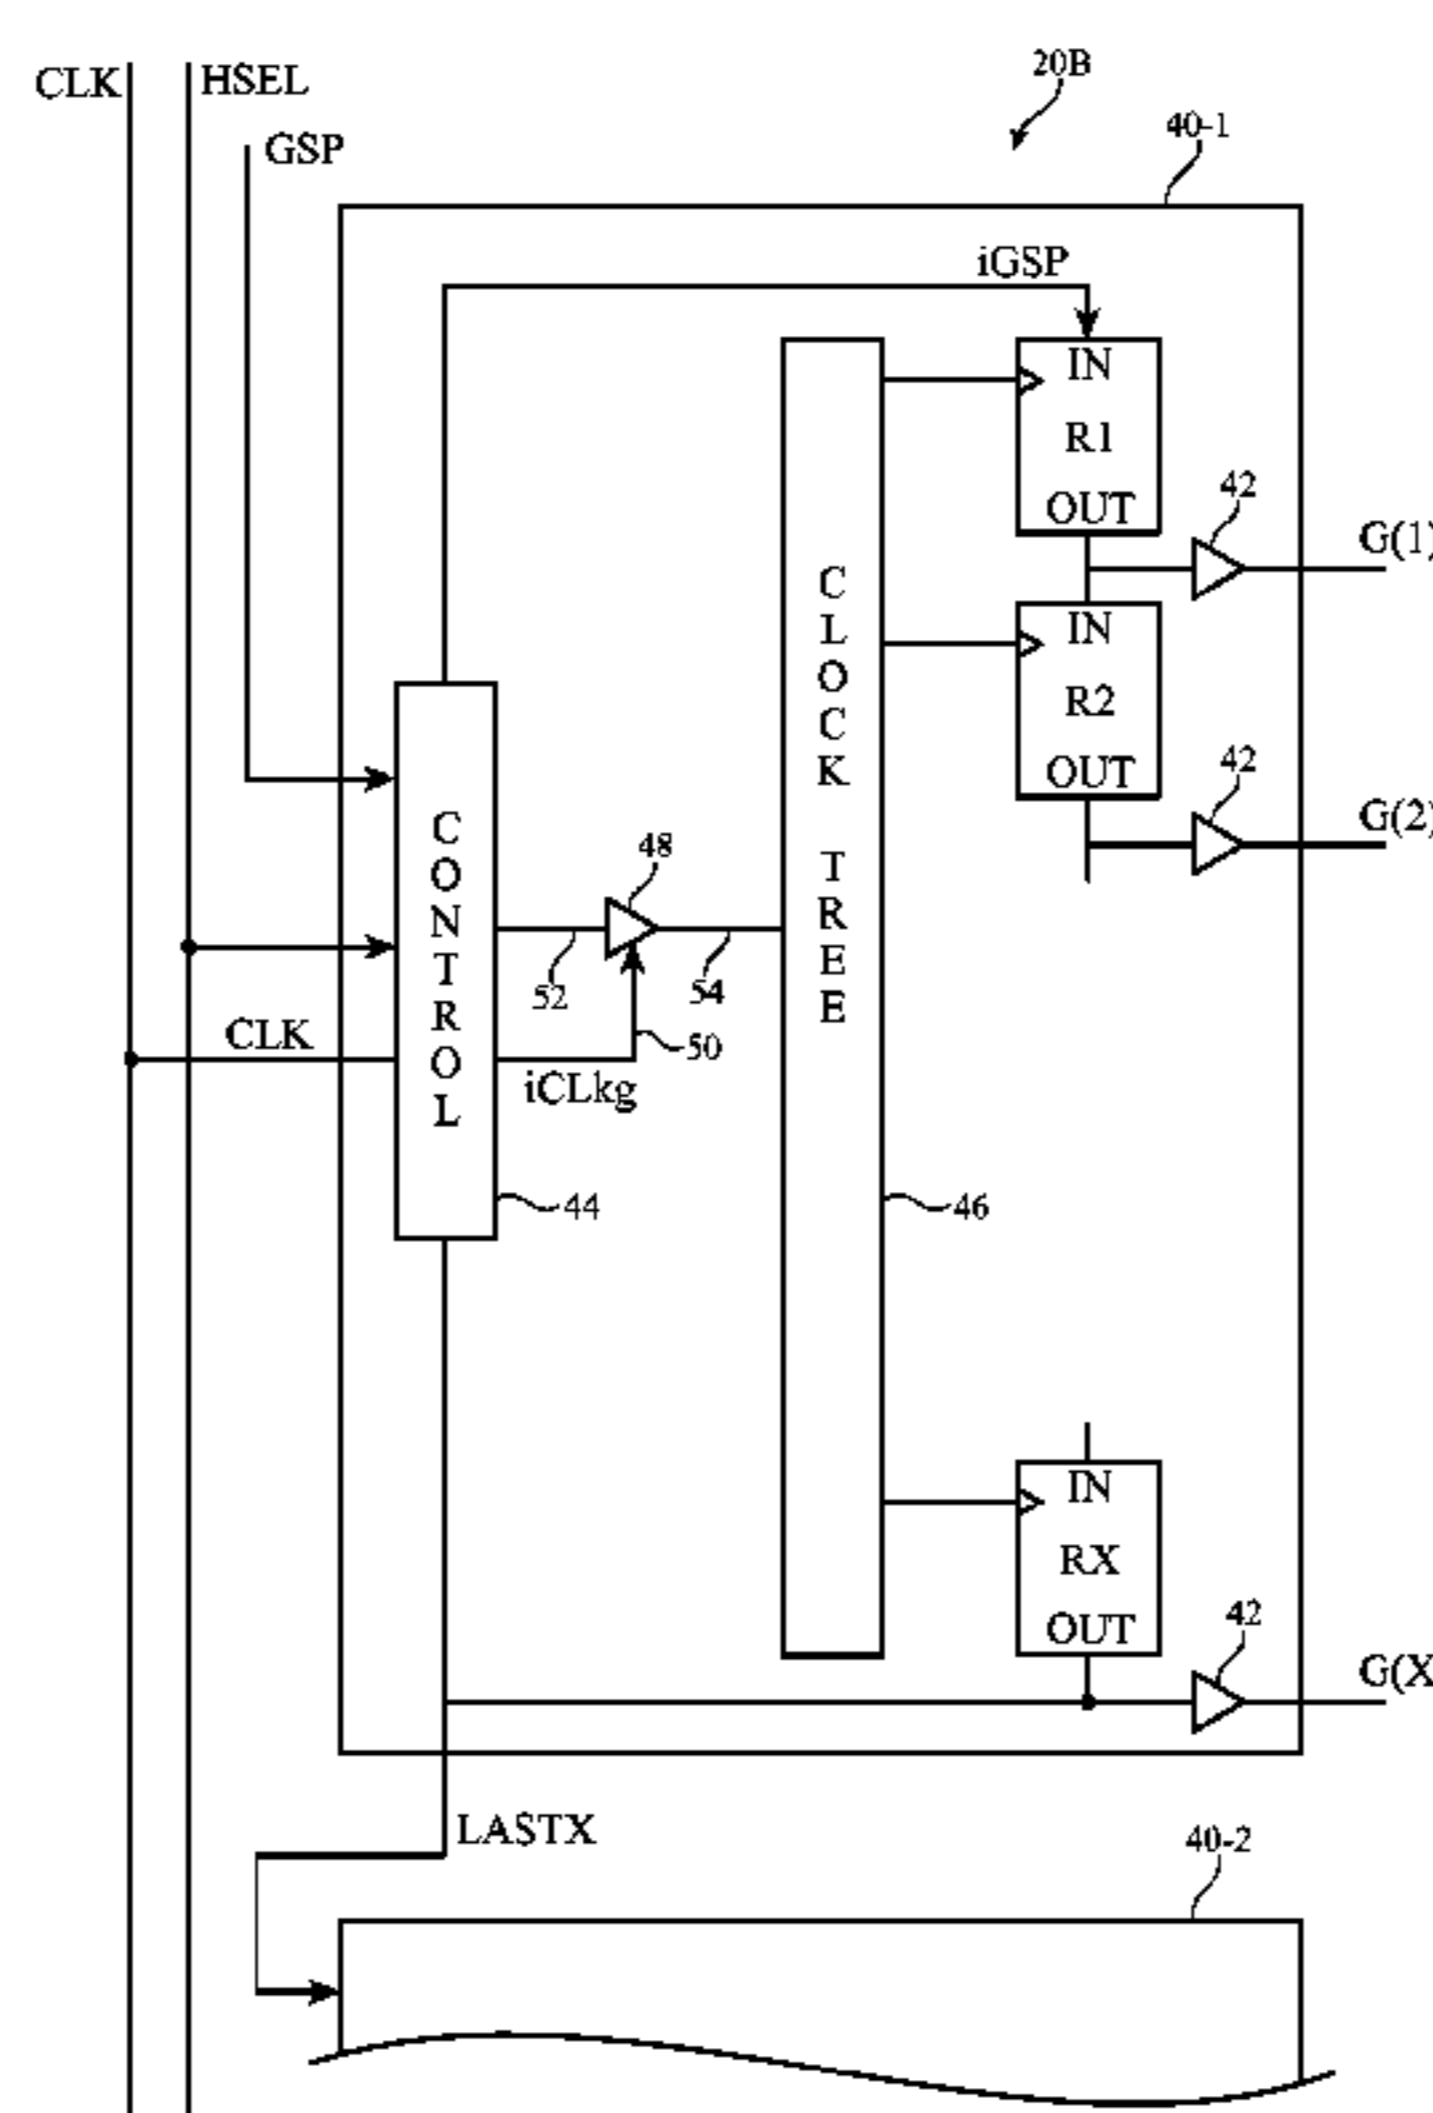 CLK
HSEL
GSP
20B
40-1
iGSP
IN
R1
OUT
42
G(1)
IN
R2
OUT
42
G(2)
CONTROL
CLOCK TREE
48
52
54
CLK
50
iCLkg
44
46
IN
RX
OUT
42
G(X
LASTX
40-2